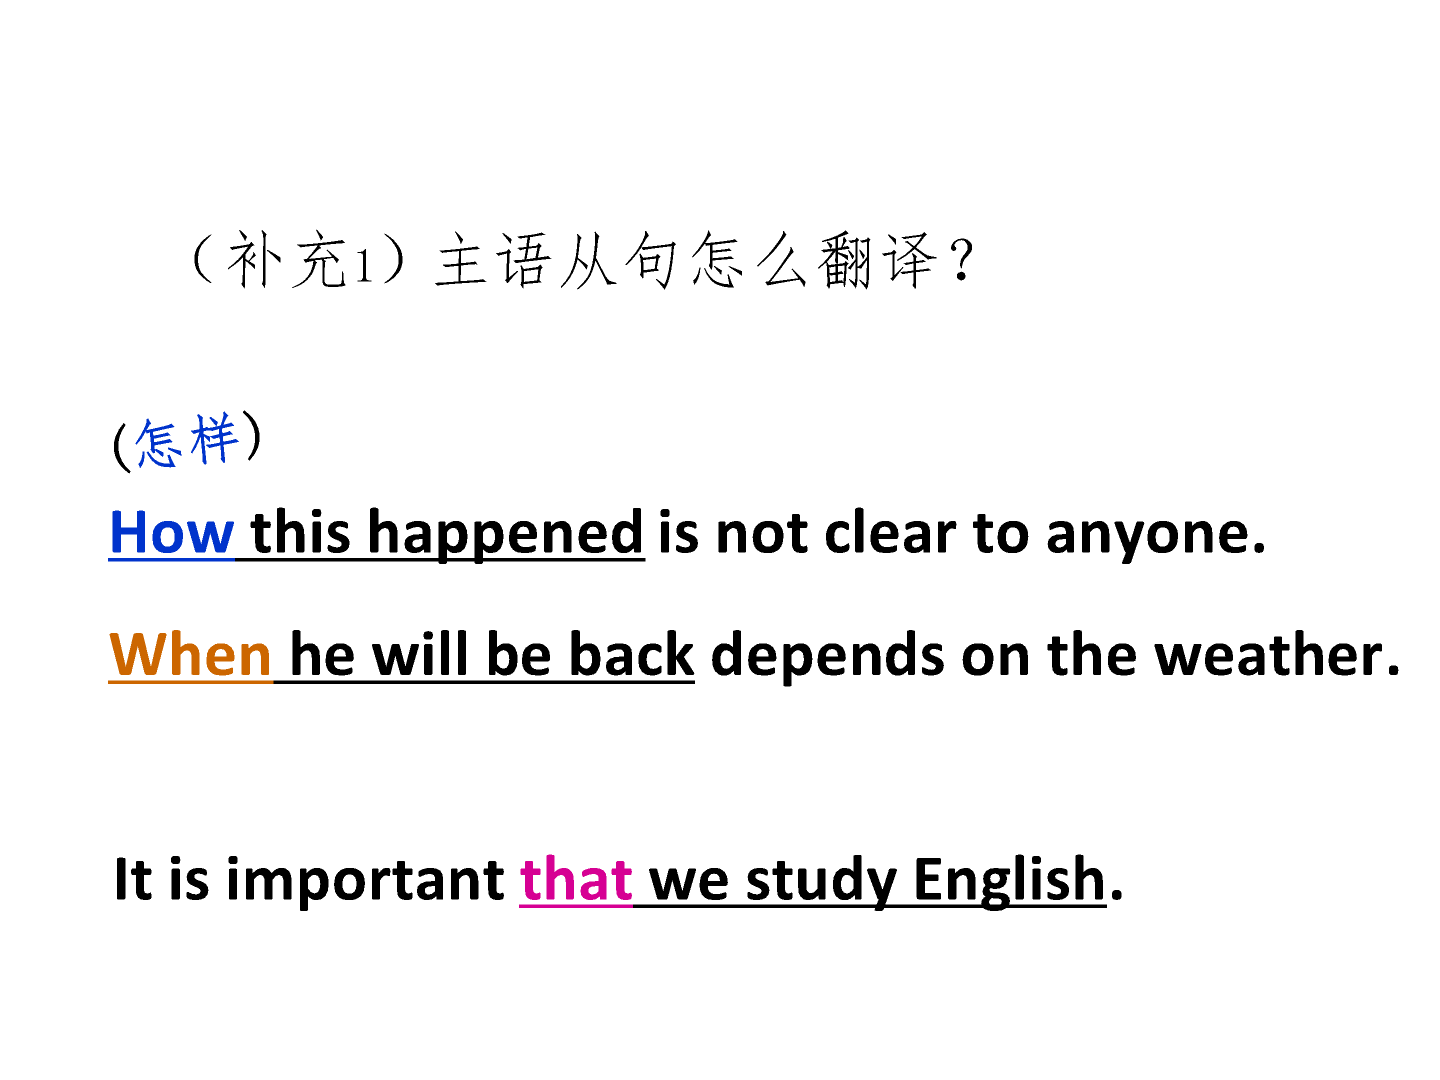 （补充1）主语从句怎么翻译？
(怎样)
How this happened is not clear to anyone.
When he will be back depends on the weather.
It is important that we study English.